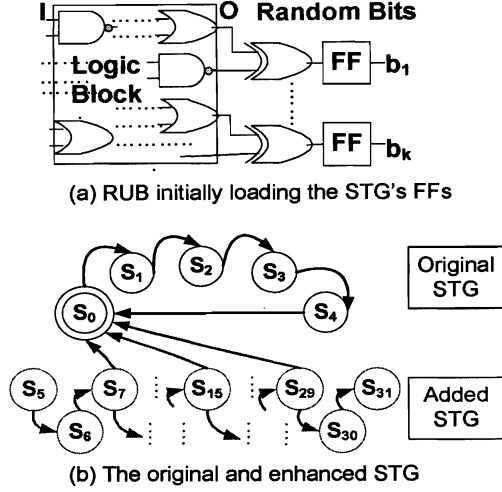 I O Random Bits
Logic Block
FF b1
FF bk
(a) RUB initially loading the STG's FFs
S1 S2 S3
S0 S4
Original STG
S5 S7 S15 S29 S31
S6 S30
Added STG
(b) The original and enhanced STG